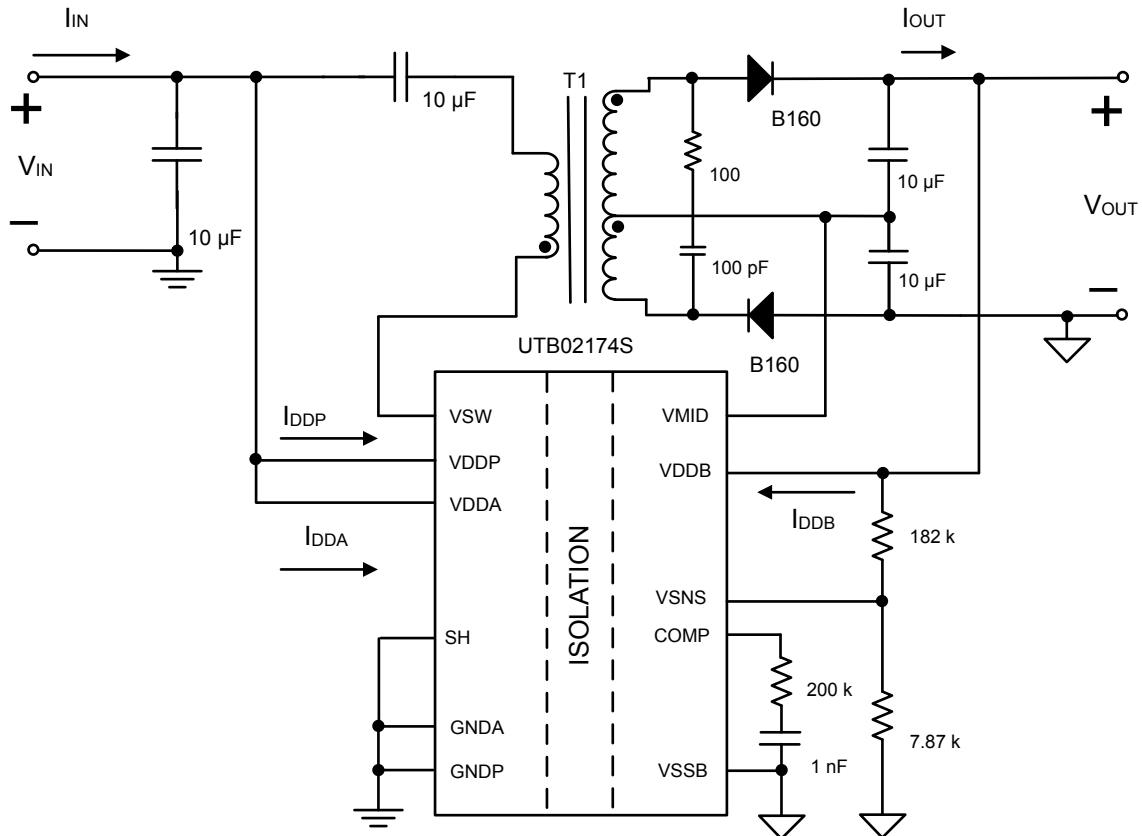 IIN
IOUT
10 µF
T1
B160
+
VIN
–
10 µF
100
10 µF
+
VOUT
–
100 pF
10 µF
UTB02174S
B160
IDDP
VSW
VMID
VDDP
VDDB
VDDA
IDDB
IDDA
182 k
ISOLATION
VSNS
SH
COMP
200 k
GNDA
7.87 k
GNDP
VSSB
1 nF